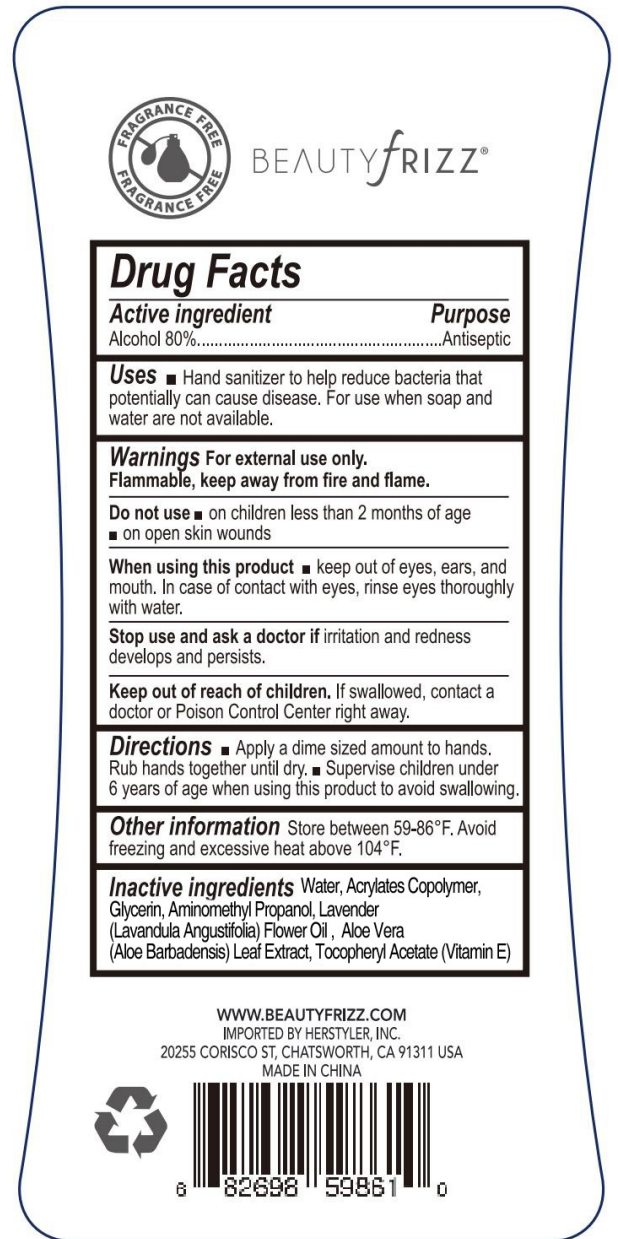 FRAGRANCE FREE
FRAGRANCE FREE
BEAUTYfRIZZ®
Drug Facts
Active ingredient Purpose
Alcohol 80%........................................................Antiseptic
Uses ■ Hand sanitizer to help reduce bacteria that
potentially can cause disease. For use when soap and
water are not available.
Warnings For external use only.
Flammable, keep away from fire and flame.
Do not use ■ on children less than 2 months of age
■ on open skin wounds
When using this product ■ keep out of eyes, ears, and
mouth. In case of contact with eyes, rinse eyes thoroughly
with water.
Stop use and ask a doctor if irritation and redness
develops and persists.
Keep out of reach of children. If swallowed, contact a
doctor or Poison Control Center right away.
Directions ■ Apply a dime sized amount to hands.
Rub hands together until dry. ■ Supervise children under
6 years of age when using this product to avoid swallowing.
Other information Store between 59-86°F. Avoid
freezing and excessive heat above 104°F.
Inactive ingredients Water, Acrylates Copolymer,
Glycerin, Aminomethyl Propanol, Lavender
(Lavandula Angustifolia) Flower Oil , Aloe Vera
(Aloe Barbadensis) Leaf Extract, Tocopheryl Acetate (Vitamin E)
WWW.BEAUTYFRIZZ.COM
IMPORTED BY HERSTYLER, INC.
20255 CORISCO ST, CHATSWORTH, CA 91311 USA
MADE IN CHINA
6 82698 59861 0